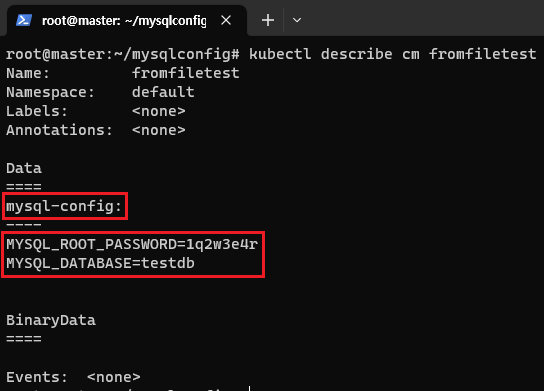 root@master: ~/mysqlconfig
root@master:~/mysqlconfig# kubectl describe cm fromfiletest
Name:         fromfiletest
Namespace:    default
Labels:       <none>
Annotations:  <none>
Data
====
mysql-config:
----
MYSQL_ROOT_PASSWORD=1q2w3e4r
MYSQL_DATABASE=testdb
BinaryData
====
Events:  <none>